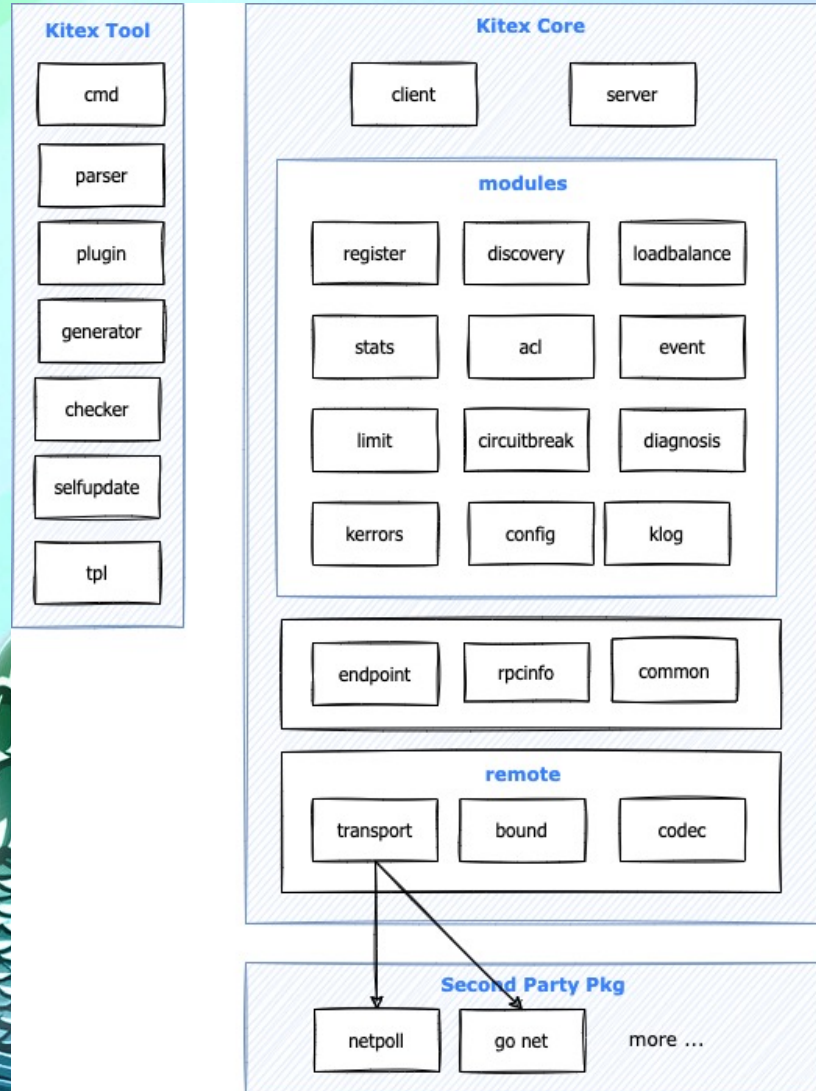 Kitex Tool
cmd
parser
plugin
generator
checker
selfupdate
tpl
Kitex Core
client
server
modules
register
discovery
loadbalance
stats
acl
event
limit
circuitbreak
diagnosis
kerrors
config
klog
endpoint
rpcinfo
common
remote
transport
bound
codec
Second Party Pkg
netpoll
go net
more ...